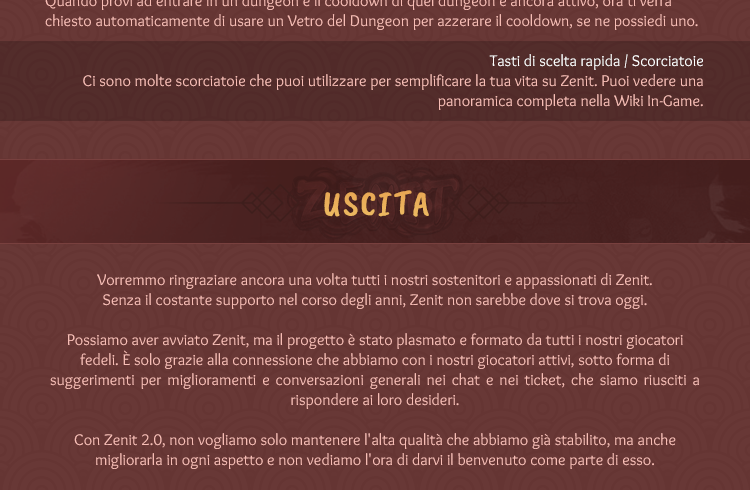 Quando provi ad entrare in un dungeon e il cooldown di quel dungeon è ancora attivo, ora ti verrà
chiesto automaticamente di usare un Vetro del Dungeon per azzerare il cooldown, se ne possiedi uno.
Tasti di scelta rapida / Scorciatoie
Ci sono molte scorciatoie che puoi utilizzare per semplificare la tua vita su Zenit. Puoi vedere una
panoramica completa nella Wiki In-Game.
USCITA
Vorremmo ringraziare ancora una volta tutti i nostri sostenitori e appassionati di Zenit.
Senza il costante supporto nel corso degli anni, Zenit non sarebbe dove si trova oggi.
Possiamo aver avviato Zenit, ma il progetto è stato plasmato e formato da tutti i nostri giocatori
fedeli. È solo grazie alla connessione che abbiamo con i nostri giocatori attivi, sotto forma di
suggerimenti per miglioramenti e conversazioni generali nei chat e nei ticket, che siamo riusciti a
rispondere ai loro desideri.
Con Zenit 2.0, non vogliamo solo mantenere l'alta qualità che abbiamo già stabilito, ma anche
migliorarla in ogni aspetto e non vediamo l'ora di darvi il benvenuto come parte di esso.